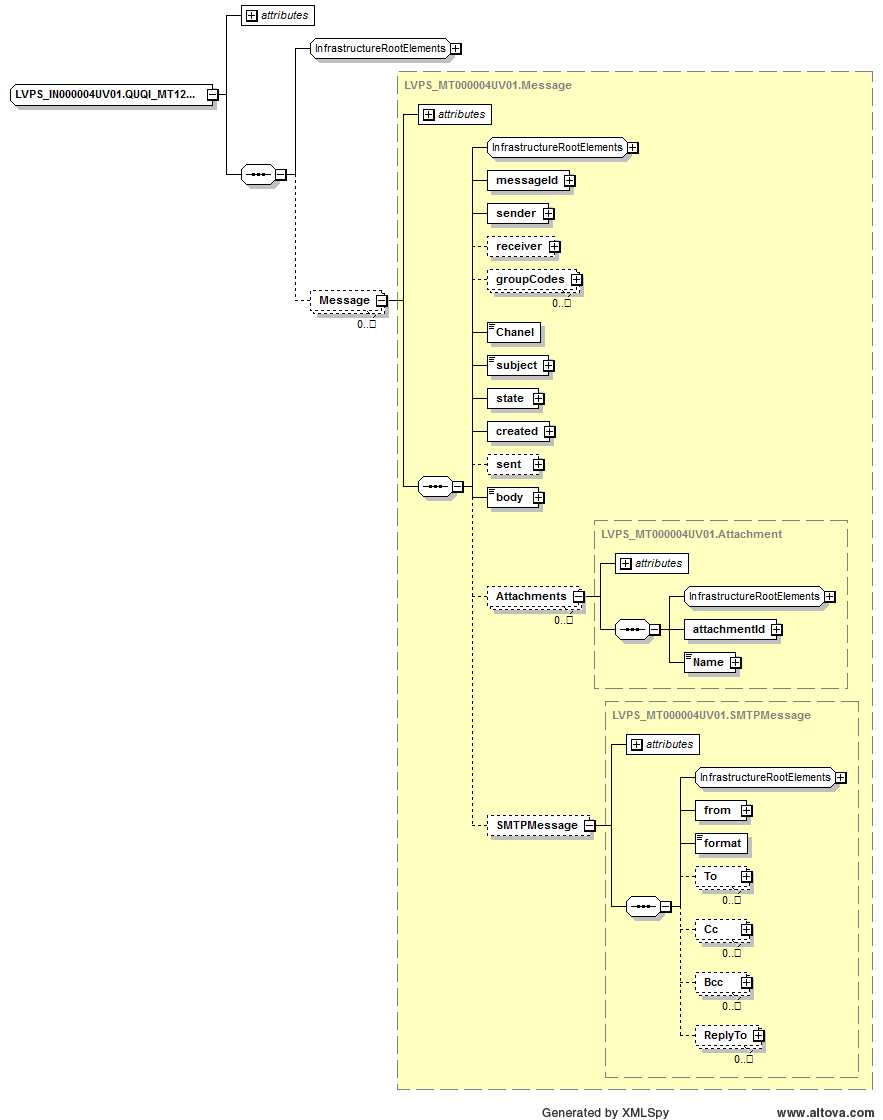 attributes
InfrastructureRootElements
LVPS_IN000004UV01.QUQI_MT12...
LVPS_MT000004UV01.Message
attributes
InfrastructureRootElements
messageId
sender
receiver
groupCodes
0..□
Message
0..□
Chanel
subject
state
created
sent
body
LVPS_MT000004UV01.Attachment
attributes
InfrastructureRootElements
Attachments
0..□
attachmentId
Name
LVPS_MT000004UV01.SMTPMessage
attributes
InfrastructureRootElements
from
SMTPMessage
format
To
0..□
Cc
0..□
Bcc
0..□
ReplyTo
0..□
Generated by XMLSpy www.altova.com